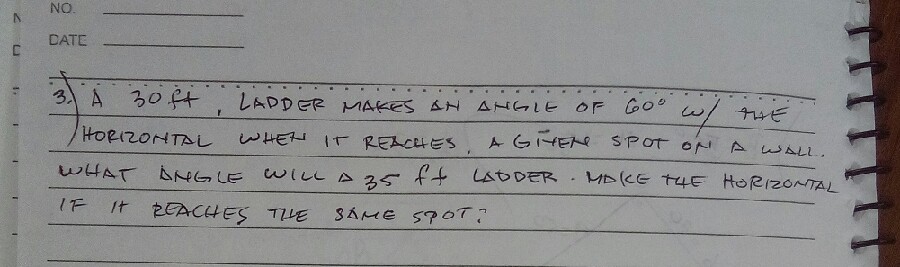 NO.
DATE
3.) A 30 ft, LADDER MAKES AN ANGLE OF 60° W/ THE
HORIZONTAL WHEN IT REACHES, A GIVEN SPOT ON A WALL.
WHAT ANGLE WILL A 35 ft LADDER. MAKE THE HORIZONTAL
IF IT REACHES THE SAME SPOT?